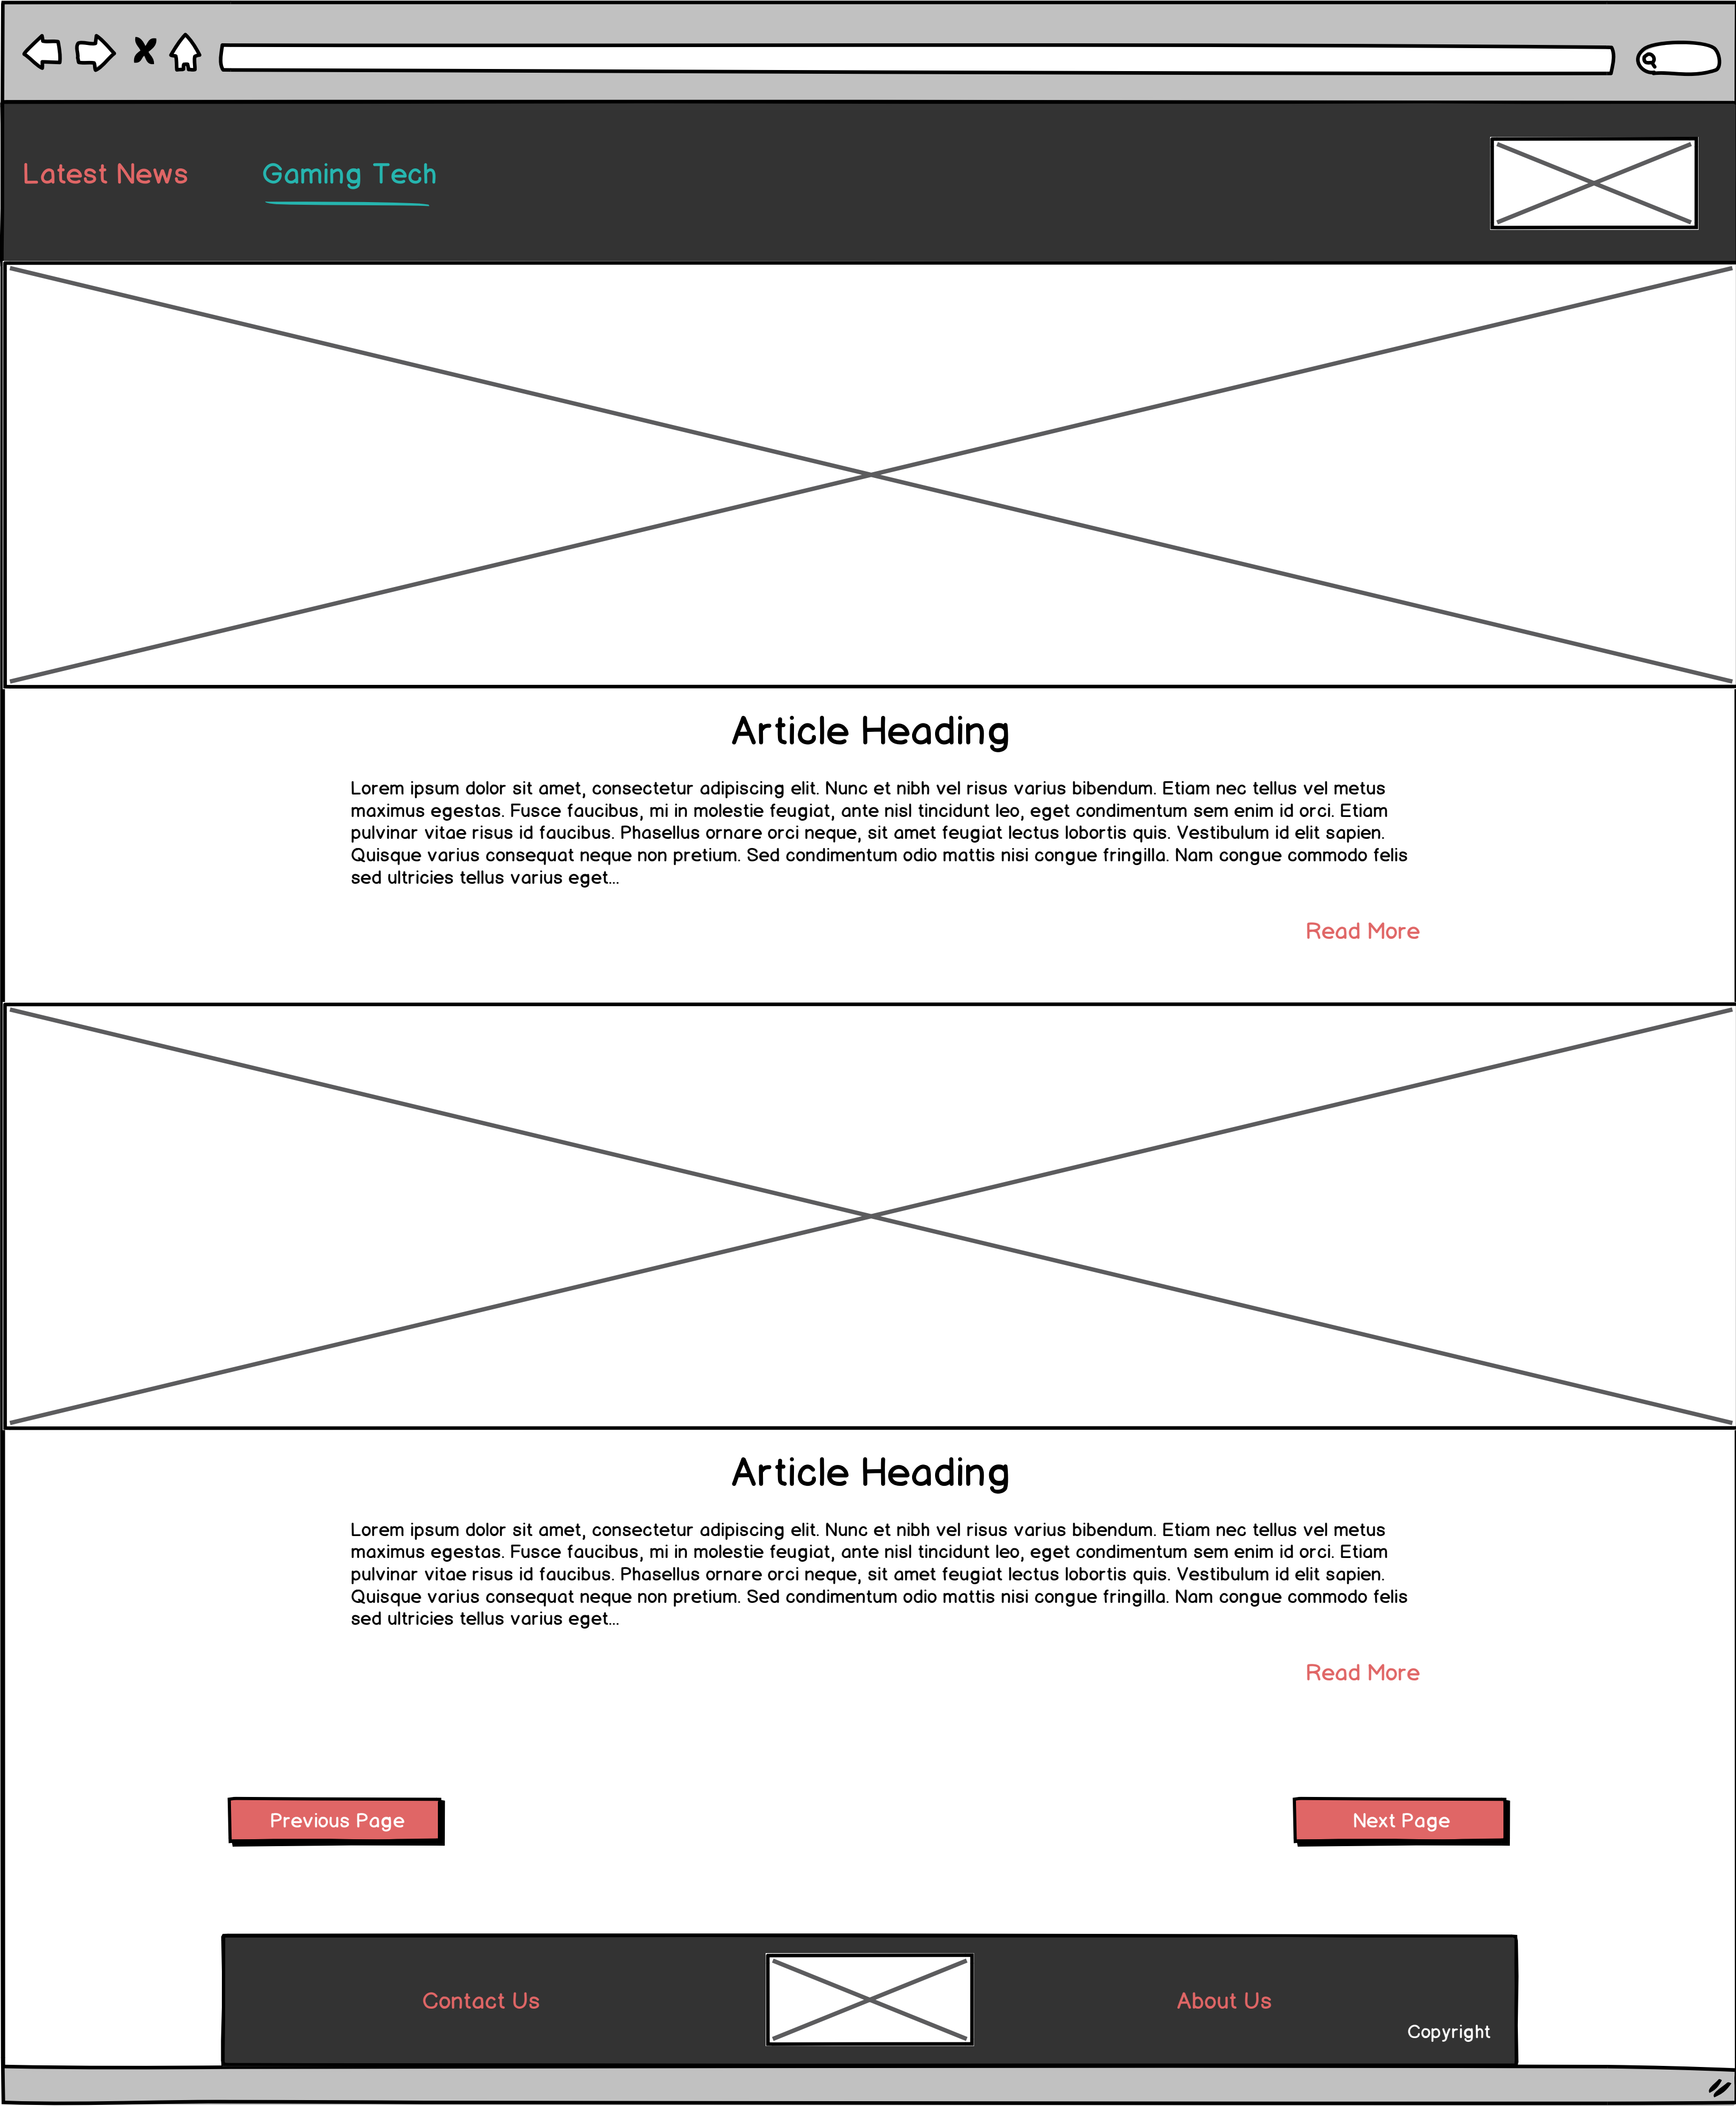 Latest News
Gaming Tech
Article Heading
Lorem ipsum dolor sit amet, consectetur adipiscing elit. Nunc et nibh vel risus varius bibendum. Etiam nec tellus vel metus
maximus egestas. Fusce faucibus, mi in molestie feugiat, ante nisl tincidunt leo, eget condimentum sem enim id orci. Etiam
pulvinar vitae risus id faucibus. Phasellus ornare orci neque, sit amet feugiat lectus lobortis quis. Vestibulum id elit sapien.
Quisque varius consequat neque non pretium. Sed condimentum odio mattis nisi congue fringilla. Nam congue commodo felis
sed ultricies tellus varius eget...
Read More
Article Heading
Lorem ipsum dolor sit amet, consectetur adipiscing elit. Nunc et nibh vel risus varius bibendum. Etiam nec tellus vel metus
maximus egestas. Fusce faucibus, mi in molestie feugiat, ante nisl tincidunt leo, eget condimentum sem enim id orci. Etiam
pulvinar vitae risus id faucibus. Phasellus ornare orci neque, sit amet feugiat lectus lobortis quis. Vestibulum id elit sapien.
Quisque varius consequat neque non pretium. Sed condimentum odio mattis nisi congue fringilla. Nam congue commodo felis
sed ultricies tellus varius eget...
Read More
Previous Page
Next Page
Contact Us
About Us
Copyright